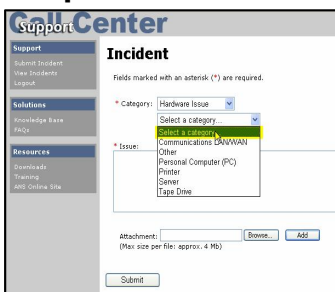 Call Center
Support
Support
Submit Incident
View Incidents
Logout
Solutions
Knowledge Base
FAQs
Resources
Downloads
Training
AMS Online Site
Incident
Fields marked with an asterisk (*) are required.
* Category: Hardware Issue
Select a category...
Select a category
Communications LAN/WAN
Other
Personal Computer (PC)
Printer
Server
Tape Drive
* Issue:
Attachment: Browse... Add
(Max size per file: approx. 4 Mb)
Submit